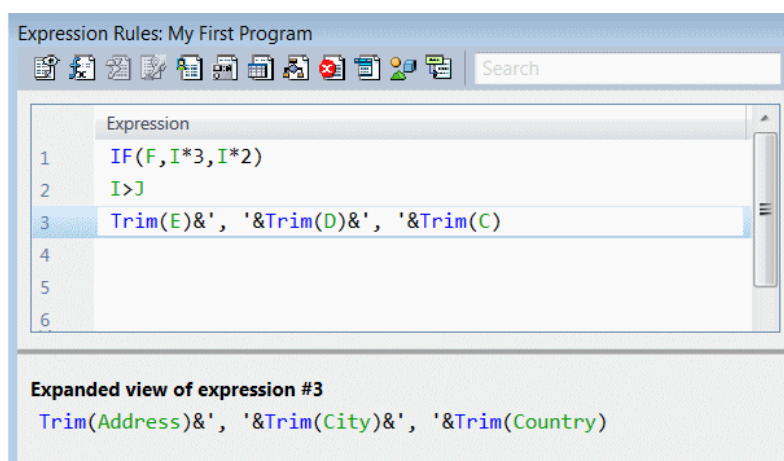 Expression Rules: My First Program
Search
Expression
1 IF(F,I*3,I*2)
2 I>J
3 Trim(E)&', '&Trim(D)&', '&Trim(C)
4
5
6
Expanded view of expression #3
Trim(Address)&', '&Trim(City)&', '&Trim(Country)